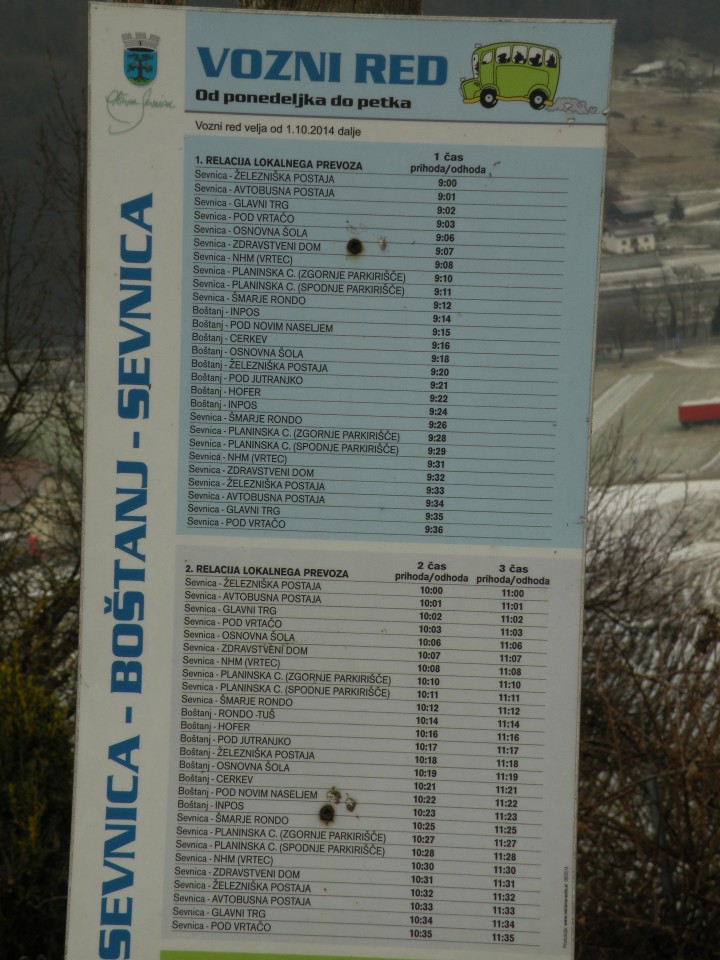 VOZNI RED
Od ponedeljka do petka
Vozni red velja od 1.10.2014 dalje
SEVNICA - BOŠTANJ - SEVNICA
1. RELACIJA LOKALNEGA PREVOZA 1 čas prihoda/odhoda
Sevnica - ŽELEZNIŠKA POSTAJA 9:00
Sevnica - AVTOBUSNA POSTAJA 9:01
Sevnica - GLAVNI TRG 9:02
Sevnica - POD VRTAČO 9:03
Sevnica - OSNOVNA ŠOLA 9:06
Sevnica - ZDRAVSTVENI DOM 9:07
Sevnica - NHM (VRTEC) 9:08
Sevnica - PLANINSKA C. (ZGORNJE PARKIRIŠČE) 9:10
Sevnica - PLANINSKA C. (SPODNJE PARKIRIŠČE) 9:11
Sevnica - ŠMARJE RONDO 9:12
Boštanj - INPOS 9:14
Boštanj - POD NOVIM NASELJEM 9:15
Boštanj - CERKEV 9:16
Boštanj - OSNOVNA ŠOLA 9:18
Boštanj - ŽELEZNIŠKA POSTAJA 9:20
Boštanj - POD JUTRANJKO 9:21
Boštanj - HOFER 9:22
Boštanj - INPOS 9:24
Sevnica - ŠMARJE RONDO 9:26
Sevnica - PLANINSKA C. (ZGORNJE PARKIRIŠČE) 9:28
Sevnica - PLANINSKA C. (SPODNJE PARKIRIŠČE) 9:29
Sevnica - NHM (VRTEC) 9:31
Sevnica - ZDRAVSTVENI DOM 9:32
Sevnica - ŽELEZNIŠKA POSTAJA 9:33
Sevnica - AVTOBUSNA POSTAJA 9:34
Sevnica - GLAVNI TRG 9:35
Sevnica - POD VRTAČO 9:36
2. RELACIJA LOKALNEGA PREVOZA 2 čas prihoda/odhoda 3 čas prihoda/odhoda
Sevnica - ŽELEZNIŠKA POSTAJA 10:00 11:00
Sevnica - AVTOBUSNA POSTAJA 10:01 11:01
Sevnica - GLAVNI TRG 10:02 11:02
Sevnica - POD VRTAČO 10:03 11:03
Sevnica - OSNOVNA ŠOLA 10:06 11:06
Sevnica - ZDRAVSTVENI DOM 10:07 11:07
Sevnica - NHM (VRTEC) 10:08 11:08
Sevnica - PLANINSKA C. (ZGORNJE PARKIRIŠČE) 10:10 11:10
Sevnica - PLANINSKA C. (SPODNJE PARKIRIŠČE) 10:11 11:11
Sevnica - ŠMARJE RONDO 10:12 11:12
Boštanj - RONDO -TUŠ 10:14 11:14
Boštanj - HOFER 10:16 11:16
Boštanj - POD JUTRANJKO 10:17 11:17
Boštanj - ŽELEZNIŠKA POSTAJA 10:18 11:18
Boštanj - OSNOVNA ŠOLA 10:19 11:19
Boštanj - CERKEV 10:21 11:21
Boštanj - POD NOVIM NASELJEM 10:22 11:22
Boštanj - INPOS 10:23 11:23
Sevnica - ŠMARJE RONDO 10:25 11:25
Sevnica - PLANINSKA C. (ZGORNJE PARKIRIŠČE) 10:27 11:27
Sevnica - PLANINSKA C. (SPODNJE PARKIRIŠČE) 10:28 11:28
Sevnica - NHM (VRTEC) 10:30 11:30
Sevnica - ZDRAVSTVENI DOM 10:31 11:31
Sevnica - ŽELEZNIŠKA POSTAJA 10:32 11:32
Sevnica - AVTOBUSNA POSTAJA 10:33 11:33
Sevnica - GLAVNI TRG 10:34 11:34
Sevnica - POD VRTAČO 10:35 11:35